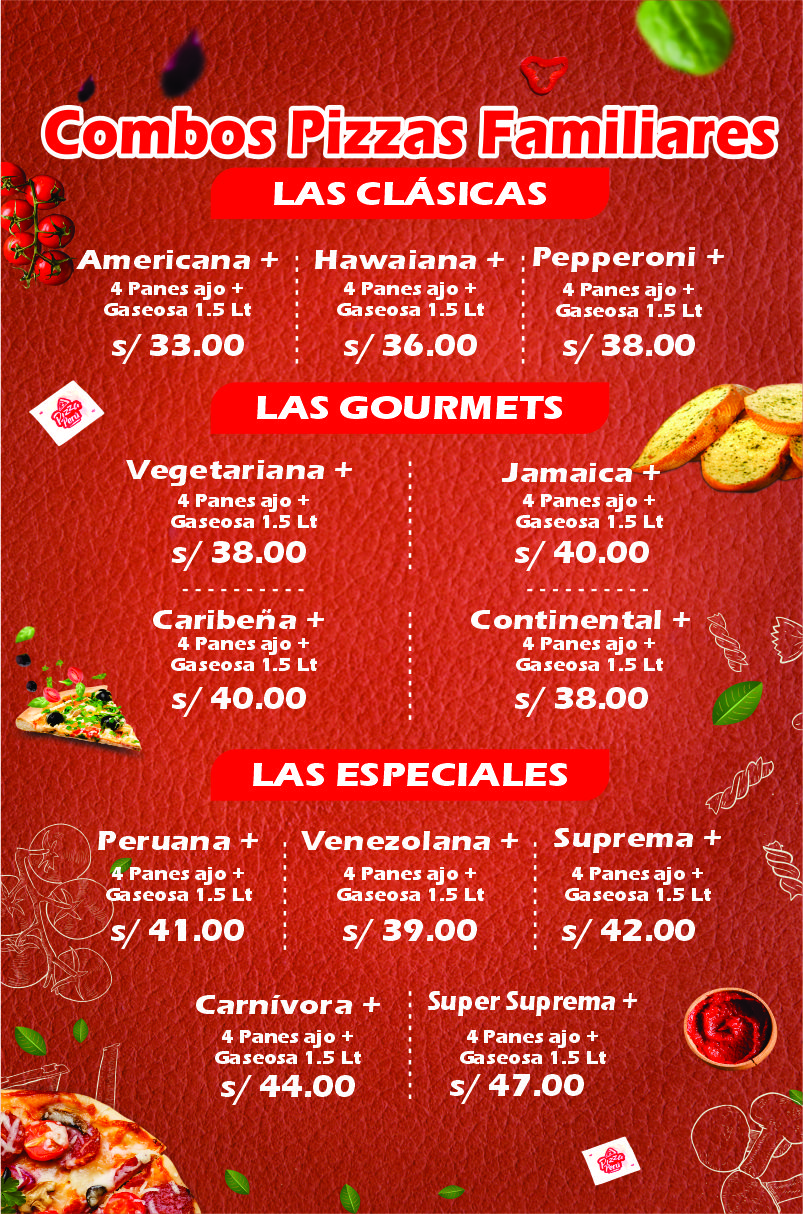 Combos Pizzas Familiares
LAS CLÁSICAS
Americana +
4 Panes ajo +
Gaseosa 1.5 Lt
s/ 33.00
Hawaiana +
4 Panes ajo +
Gaseosa 1.5 Lt
s/ 36.00
Pepperoni +
4 Panes ajo +
Gaseosa 1.5 Lt
s/ 38.00
Pizza
Perú
LAS GOURMETS
Vegetariana +
4 Panes ajo +
Gaseosa 1.5 Lt
s/ 38.00
Jamaica +
4 Panes ajo +
Gaseosa 1.5 Lt
s/ 40.00
Caribeña +
4 Panes ajo +
Gaseosa 1.5 Lt
s/ 40.00
Continental +
4 Panes ajo +
Gaseosa 1.5 Lt
s/ 38.00
LAS ESPECIALES
Peruana +
4 Panes ajo +
Gaseosa 1.5 Lt
s/ 41.00
Venezolana +
4 Panes ajo +
Gaseosa 1.5 Lt
s/ 39.00
Suprema +
4 Panes ajo +
Gaseosa 1.5 Lt
s/ 42.00
Carnívora +
4 Panes ajo +
Gaseosa 1.5 Lt
s/ 44.00
Super Suprema +
4 Panes ajo +
Gaseosa 1.5 Lt
s/ 47.00
Pizza
Perú